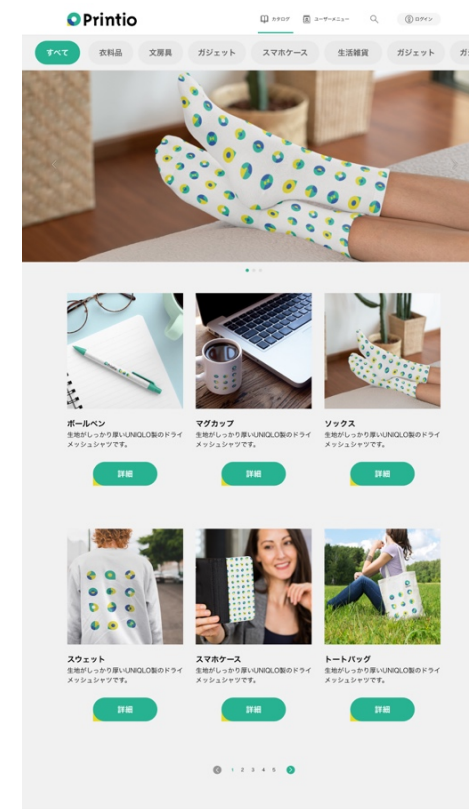 Printio
カタログ
ユーザーメニュー
ログイン
すべて
衣料品
文房具
ガジェット
スマホケース
生活雑貨
ガジェット
ガ
ボールペン
生地がしっかり厚いUNIQLO製のドライ
メッシュシャツです。
詳細
マグカップ
生地がしっかり厚いUNIQLO製のドライ
メッシュシャツです。
詳細
ソックス
生地がしっかり厚いUNIQLO製のドライ
メッシュシャツです。
詳細
スウェット
生地がしっかり厚いUNIQLO製のドライ
メッシュシャツです。
詳細
スマホケース
生地がしっかり厚いUNIQLO製のドライ
メッシュシャツです。
詳細
トートバッグ
生地がしっかり厚いUNIQLO製のドライ
メッシュシャツです。
詳細
1 2 3 4 5